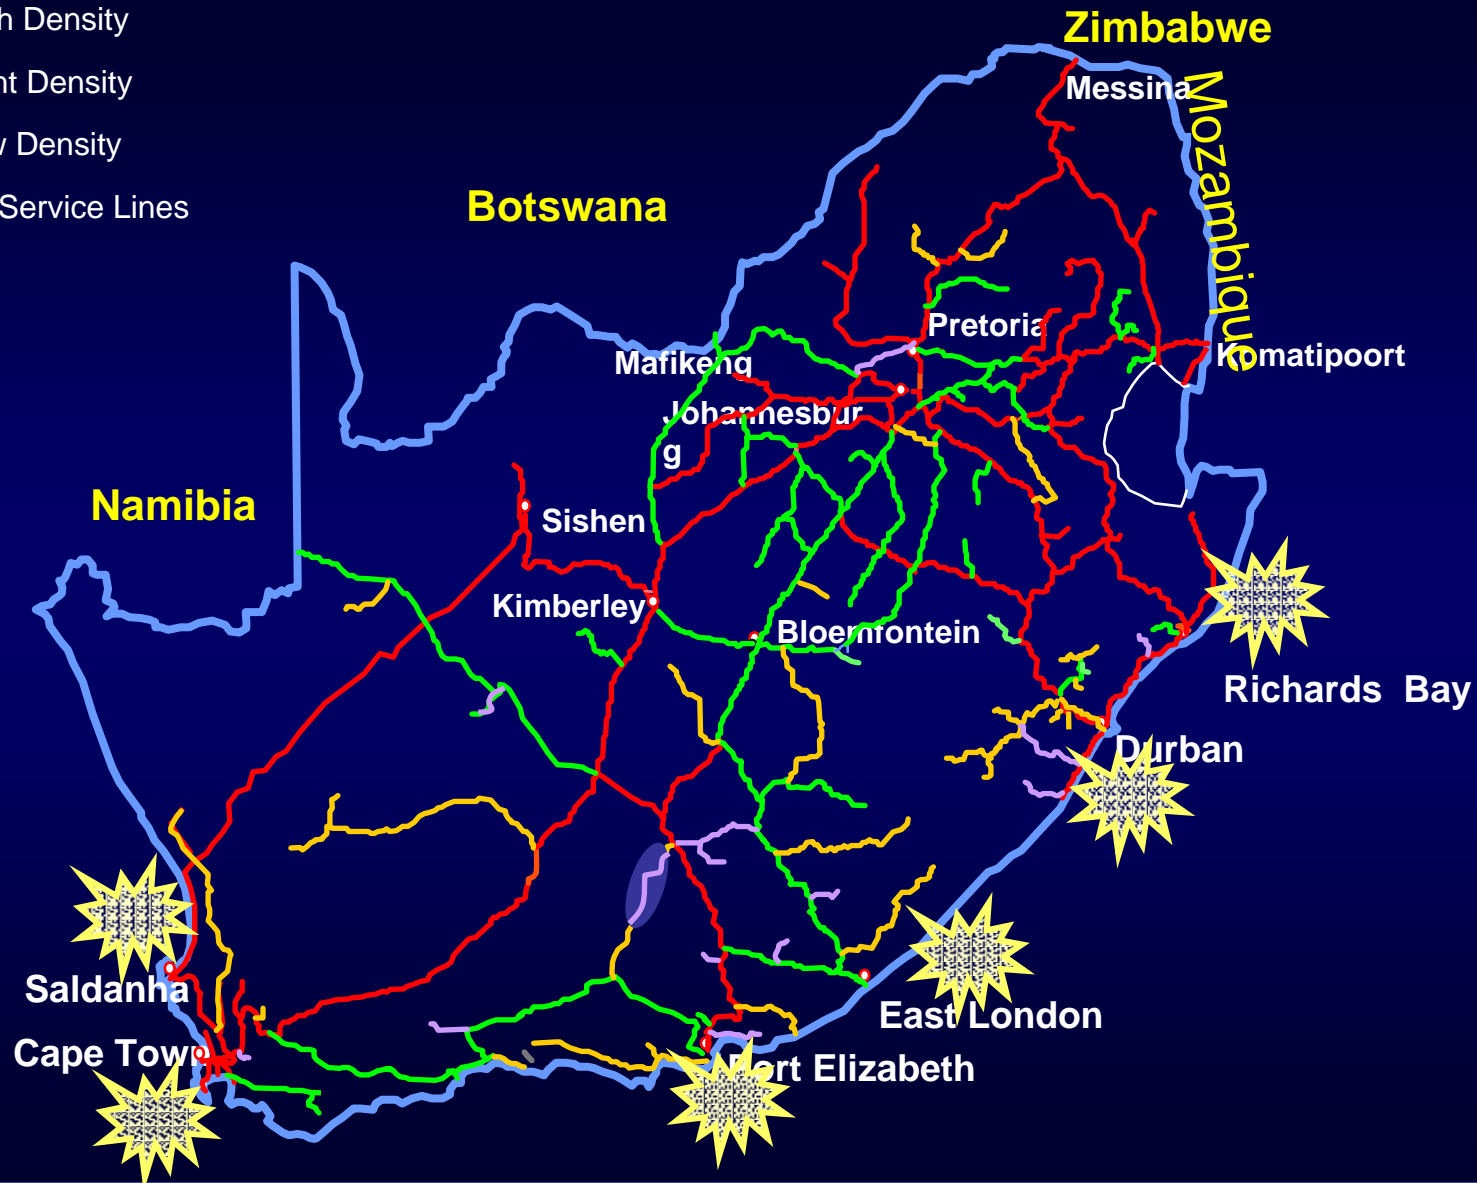 h Density
nt Density
w Density
Service Lines
Zimbabwe
Messina
Mozambique
Botswana
Pretoria
Mafikeng
Komatipoort
Johannesbur
g
Namibia
Sishen
Kimberley
Bloemfontein
Richards Bay
Durban
Saldanha
East London
Cape Town
Port Elizabeth